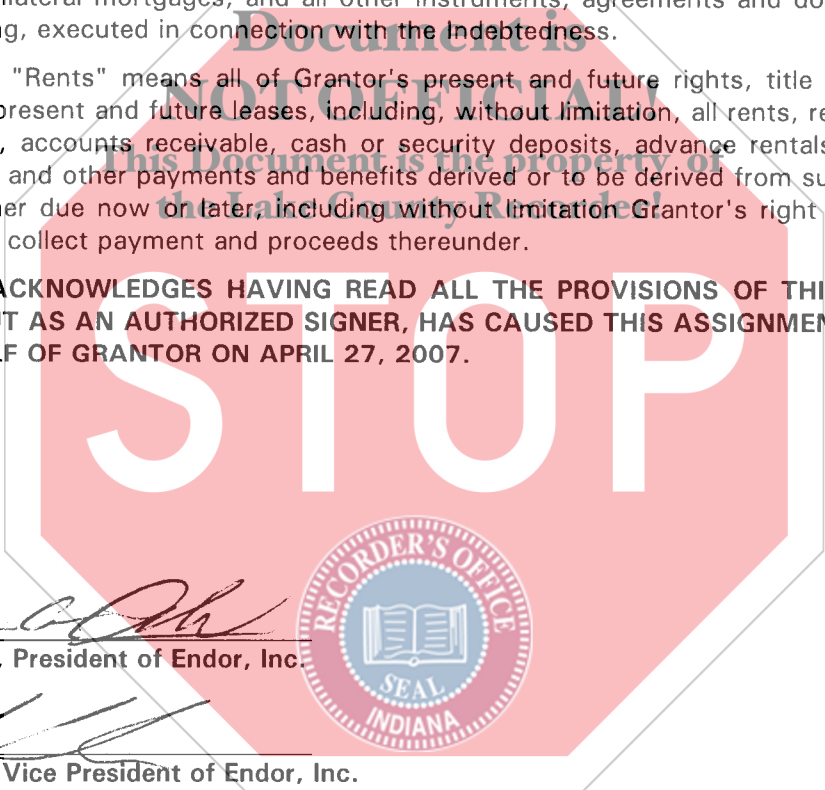 lateral mortgages, and all other instruments, agreements and do
g, executed in connection with the Indebtedness.
Document is
"Rents" means all of Grantor's present and future rights, title
NOT OFFICIAL!
present and future leases, including, without limitation, all rents, re
, accounts receivable, cash or security deposits, advance rentals
This Document is the property of
and other payments and benefits derived or to be derived from su
the Lake County Recorder!
er due now or later, including without limitation Grantor's right
collect payment and proceeds thereunder.
ACKNOWLEDGES HAVING READ ALL THE PROVISIONS OF THI
T AS AN AUTHORIZED SIGNER, HAS CAUSED THIS ASSIGNMEN
F OF GRANTOR ON APRIL 27, 2007.
STOP
RECORDER'S OFFICE
SEAL
INDIANA
, President of Endor, Inc.
Vice President of Endor, Inc.